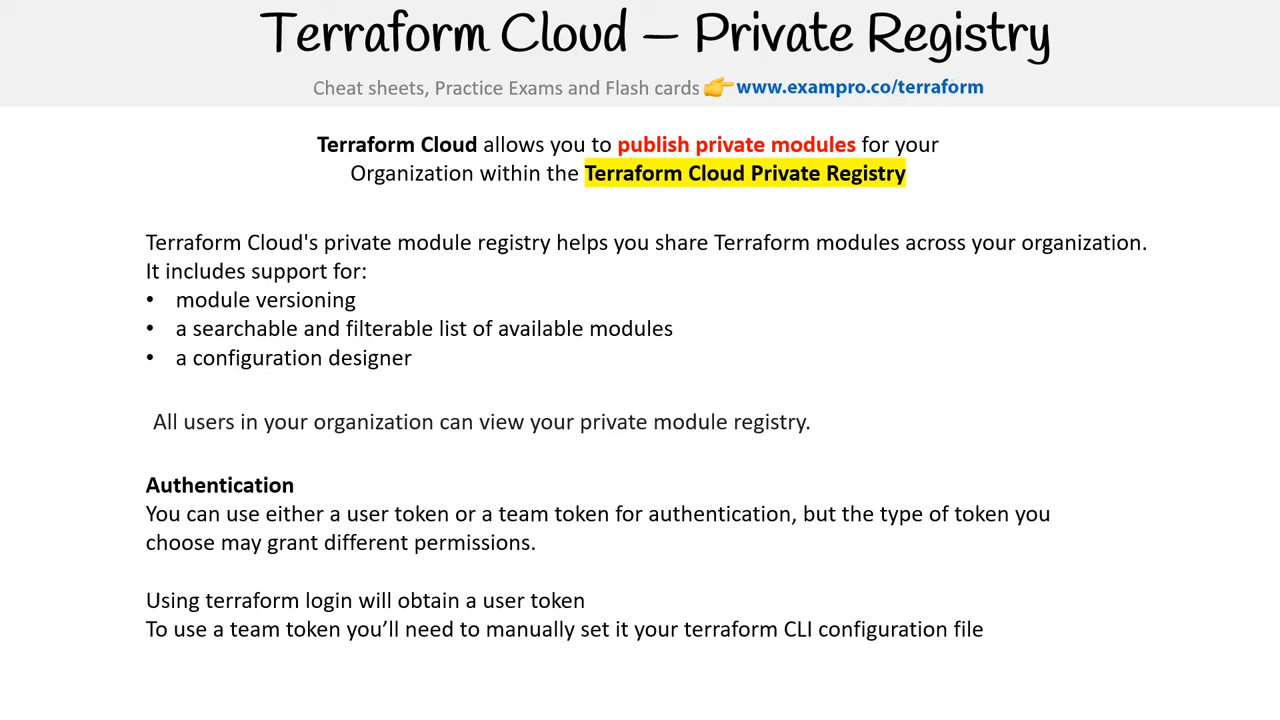 Terraform Cloud – Private Registry
Cheat sheets, Practice Exams and Flash cards 👉 www.exampro.co/terraform
Terraform Cloud allows you to publish private modules for your
Organization within the Terraform Cloud Private Registry
Terraform Cloud's private module registry helps you share Terraform modules across your organization.
It includes support for:
• module versioning
• a searchable and filterable list of available modules
• a configuration designer
All users in your organization can view your private module registry.
Authentication
You can use either a user token or a team token for authentication, but the type of token you
choose may grant different permissions.
Using terraform login will obtain a user token
To use a team token you’ll need to manually set it your terraform CLI configuration file